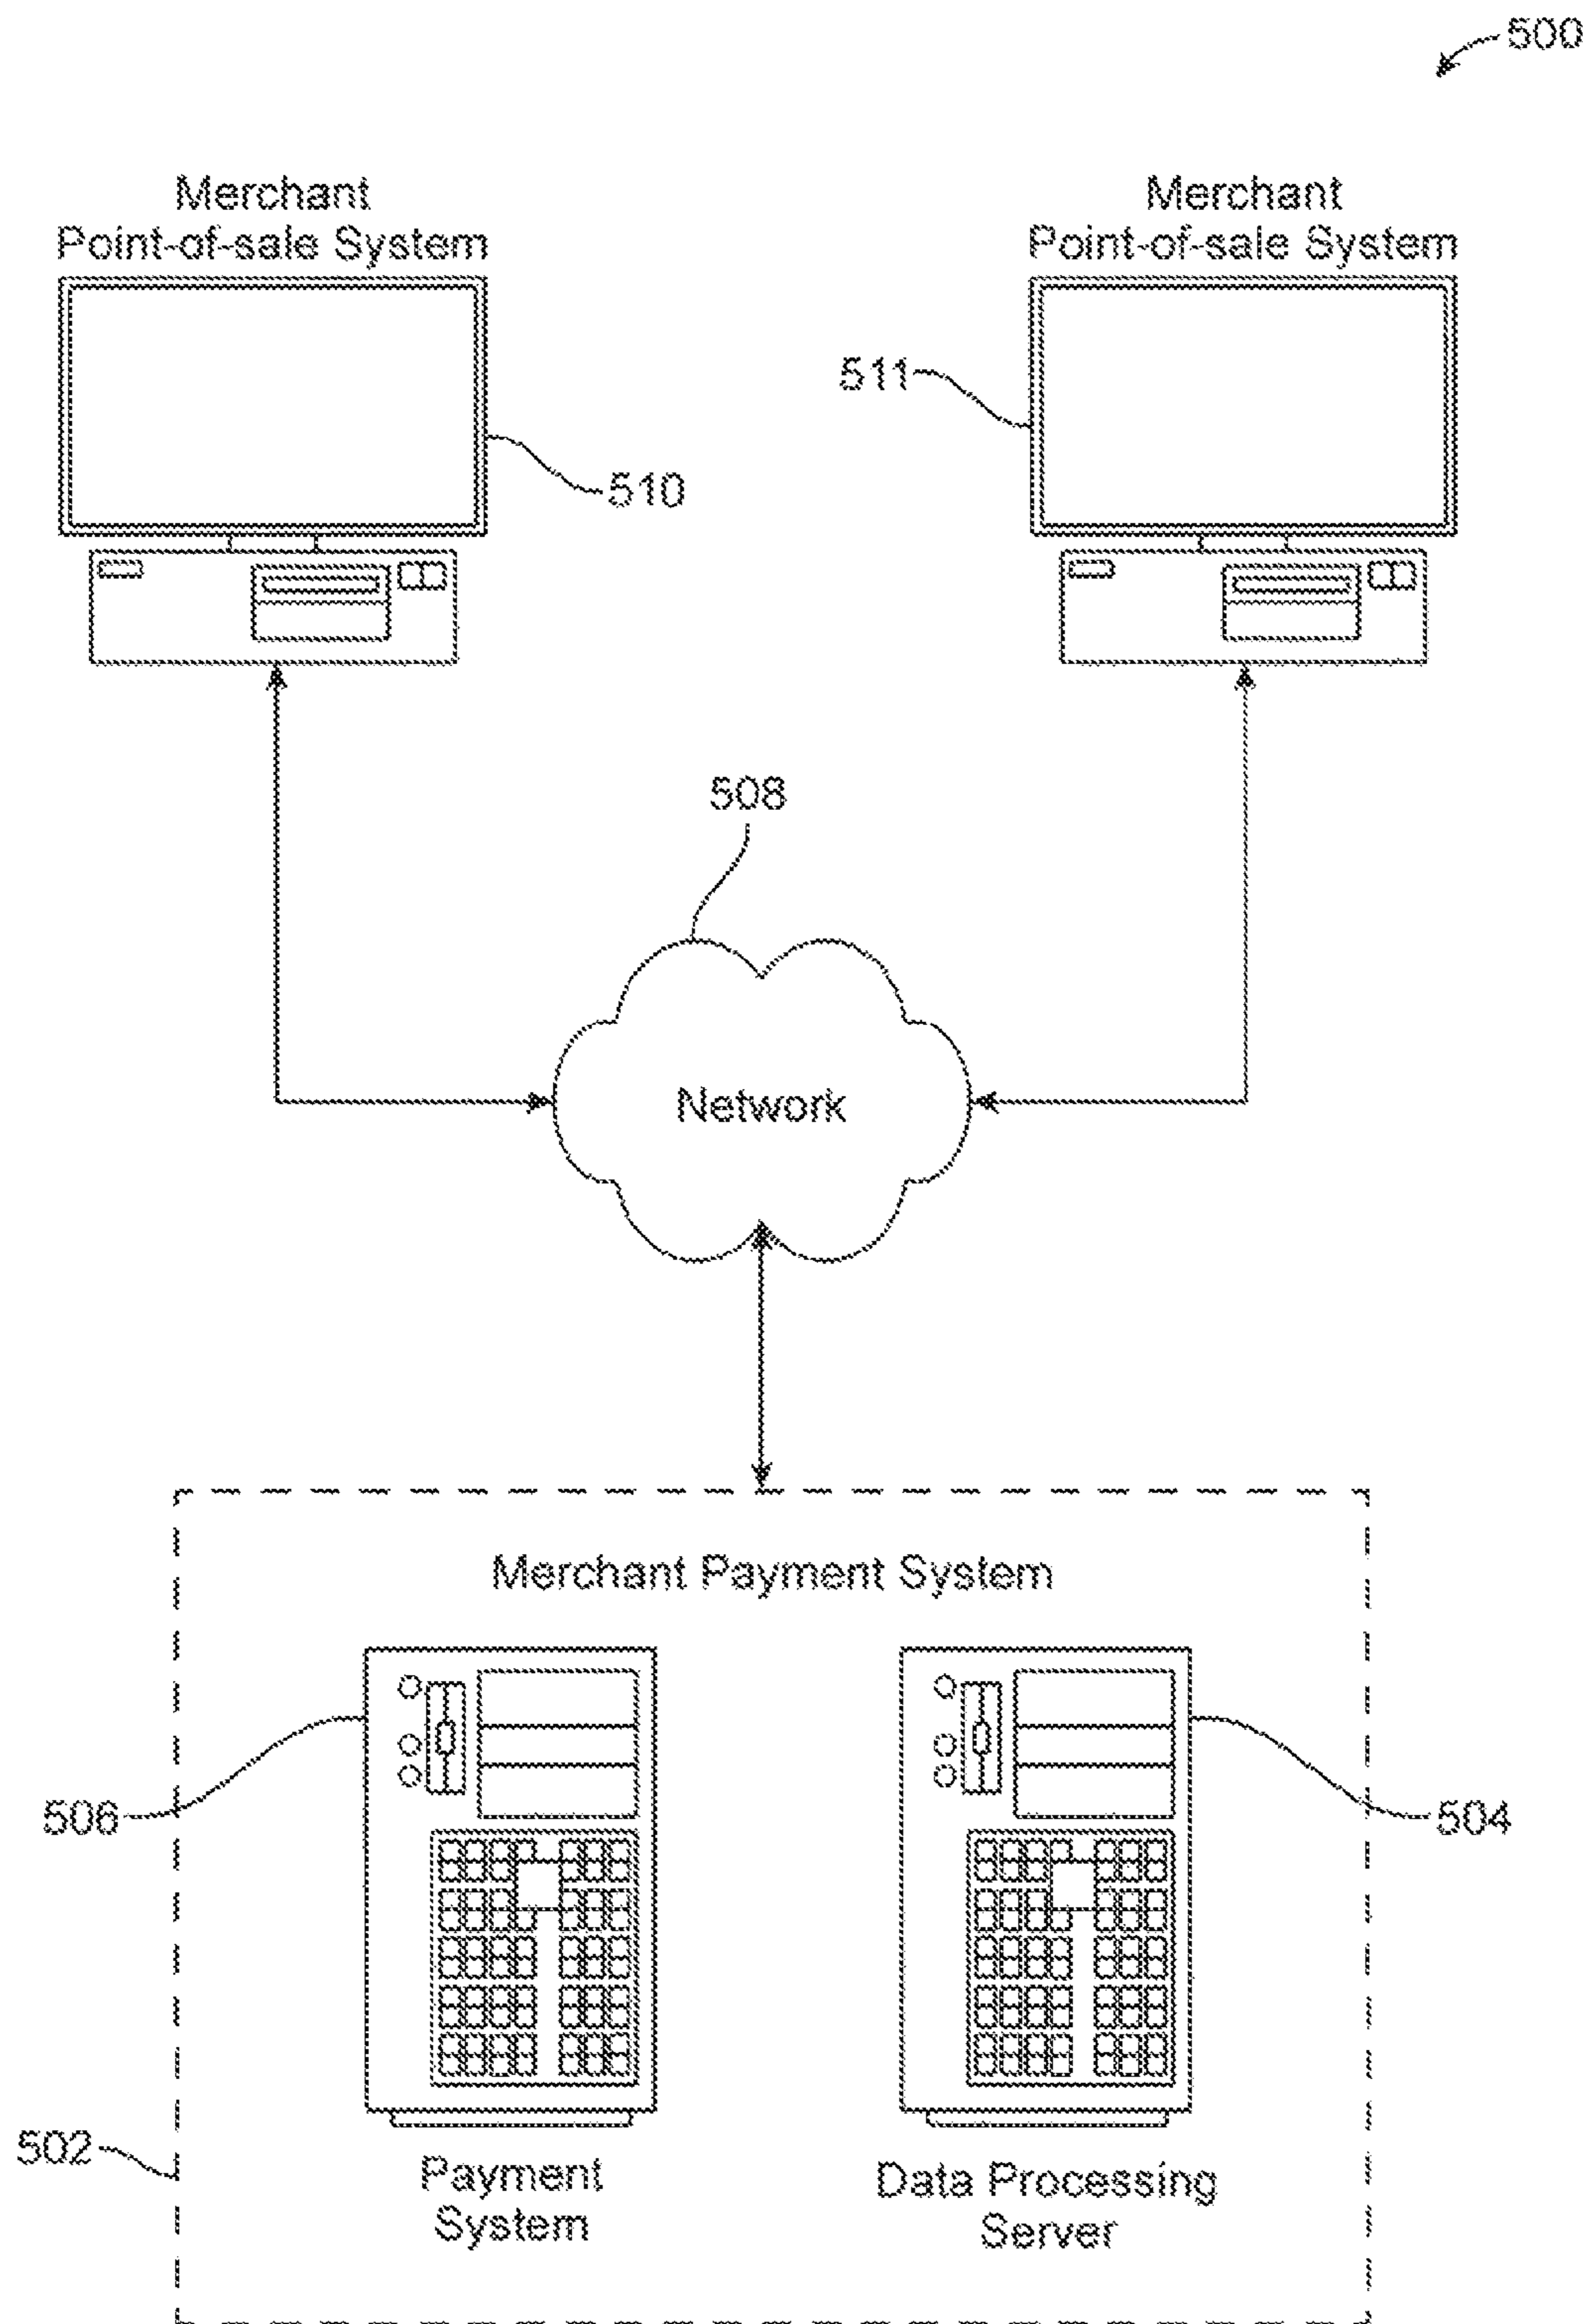 500
Merchant
Point-of-sale System
Merchant
Point-of-sale System
511
510
508
Network
Merchant Payment System
506
504
502
Payment
System
Data Processing
Server